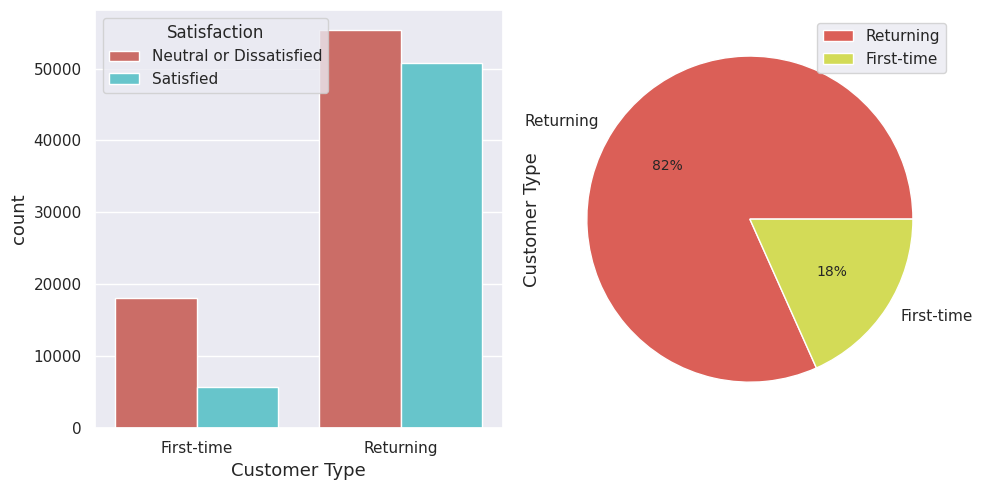 Satisfaction
Neutral or Dissatisfied
Satisfied
50000
40000
30000
20000
10000
0
count
First-time
Returning
Customer Type
Returning
First-time
Returning
82%
18%
First-time
Customer Type